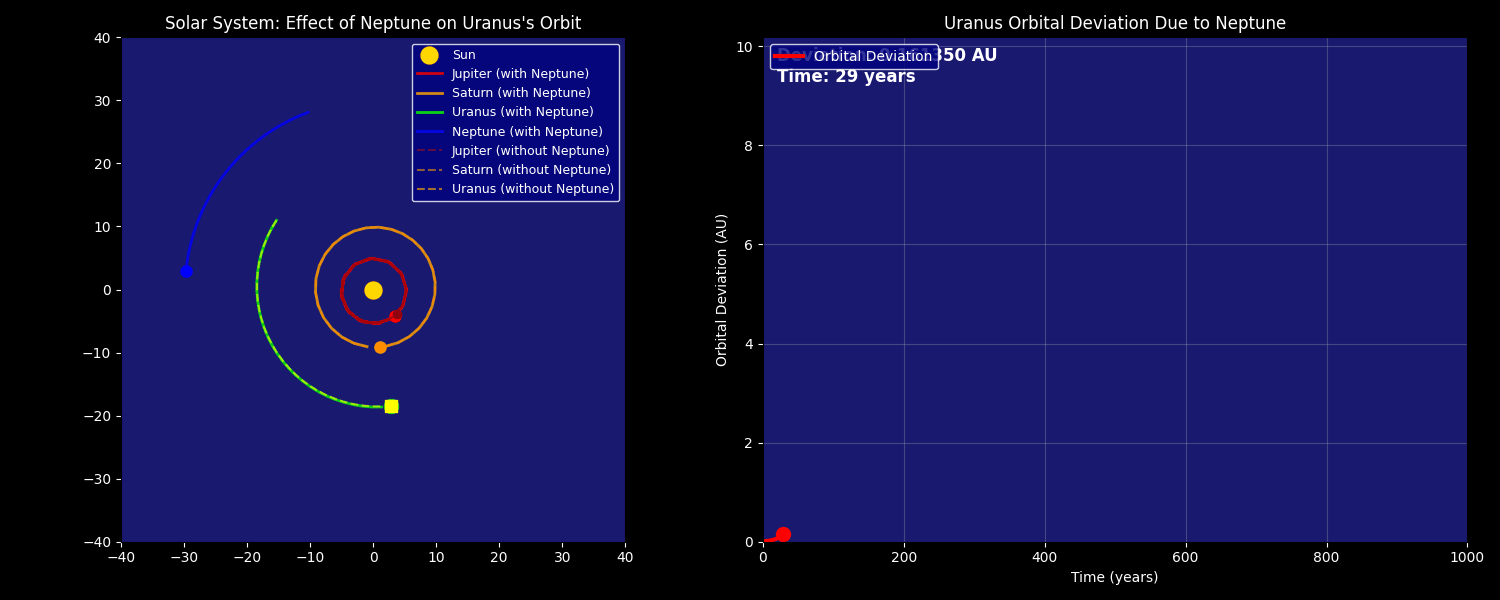 Solar System: Effect of Neptune on Uranus's Orbit
40
30
20
10
0
−10
−20
−30
−40
−40
−30
−20
−10
0
10
20
30
40
Sun
Jupiter (with Neptune)
Saturn (with Neptune)
Uranus (with Neptune)
Neptune (with Neptune)
Jupiter (without Neptune)
Saturn (without Neptune)
Uranus (without Neptune)
Uranus Orbital Deviation Due to Neptune
Orbital Deviation
350 AU
Time: 29 years
Orbital Deviation (AU)
10
8
6
4
2
0
0
200
400
600
800
1000
Time (years)